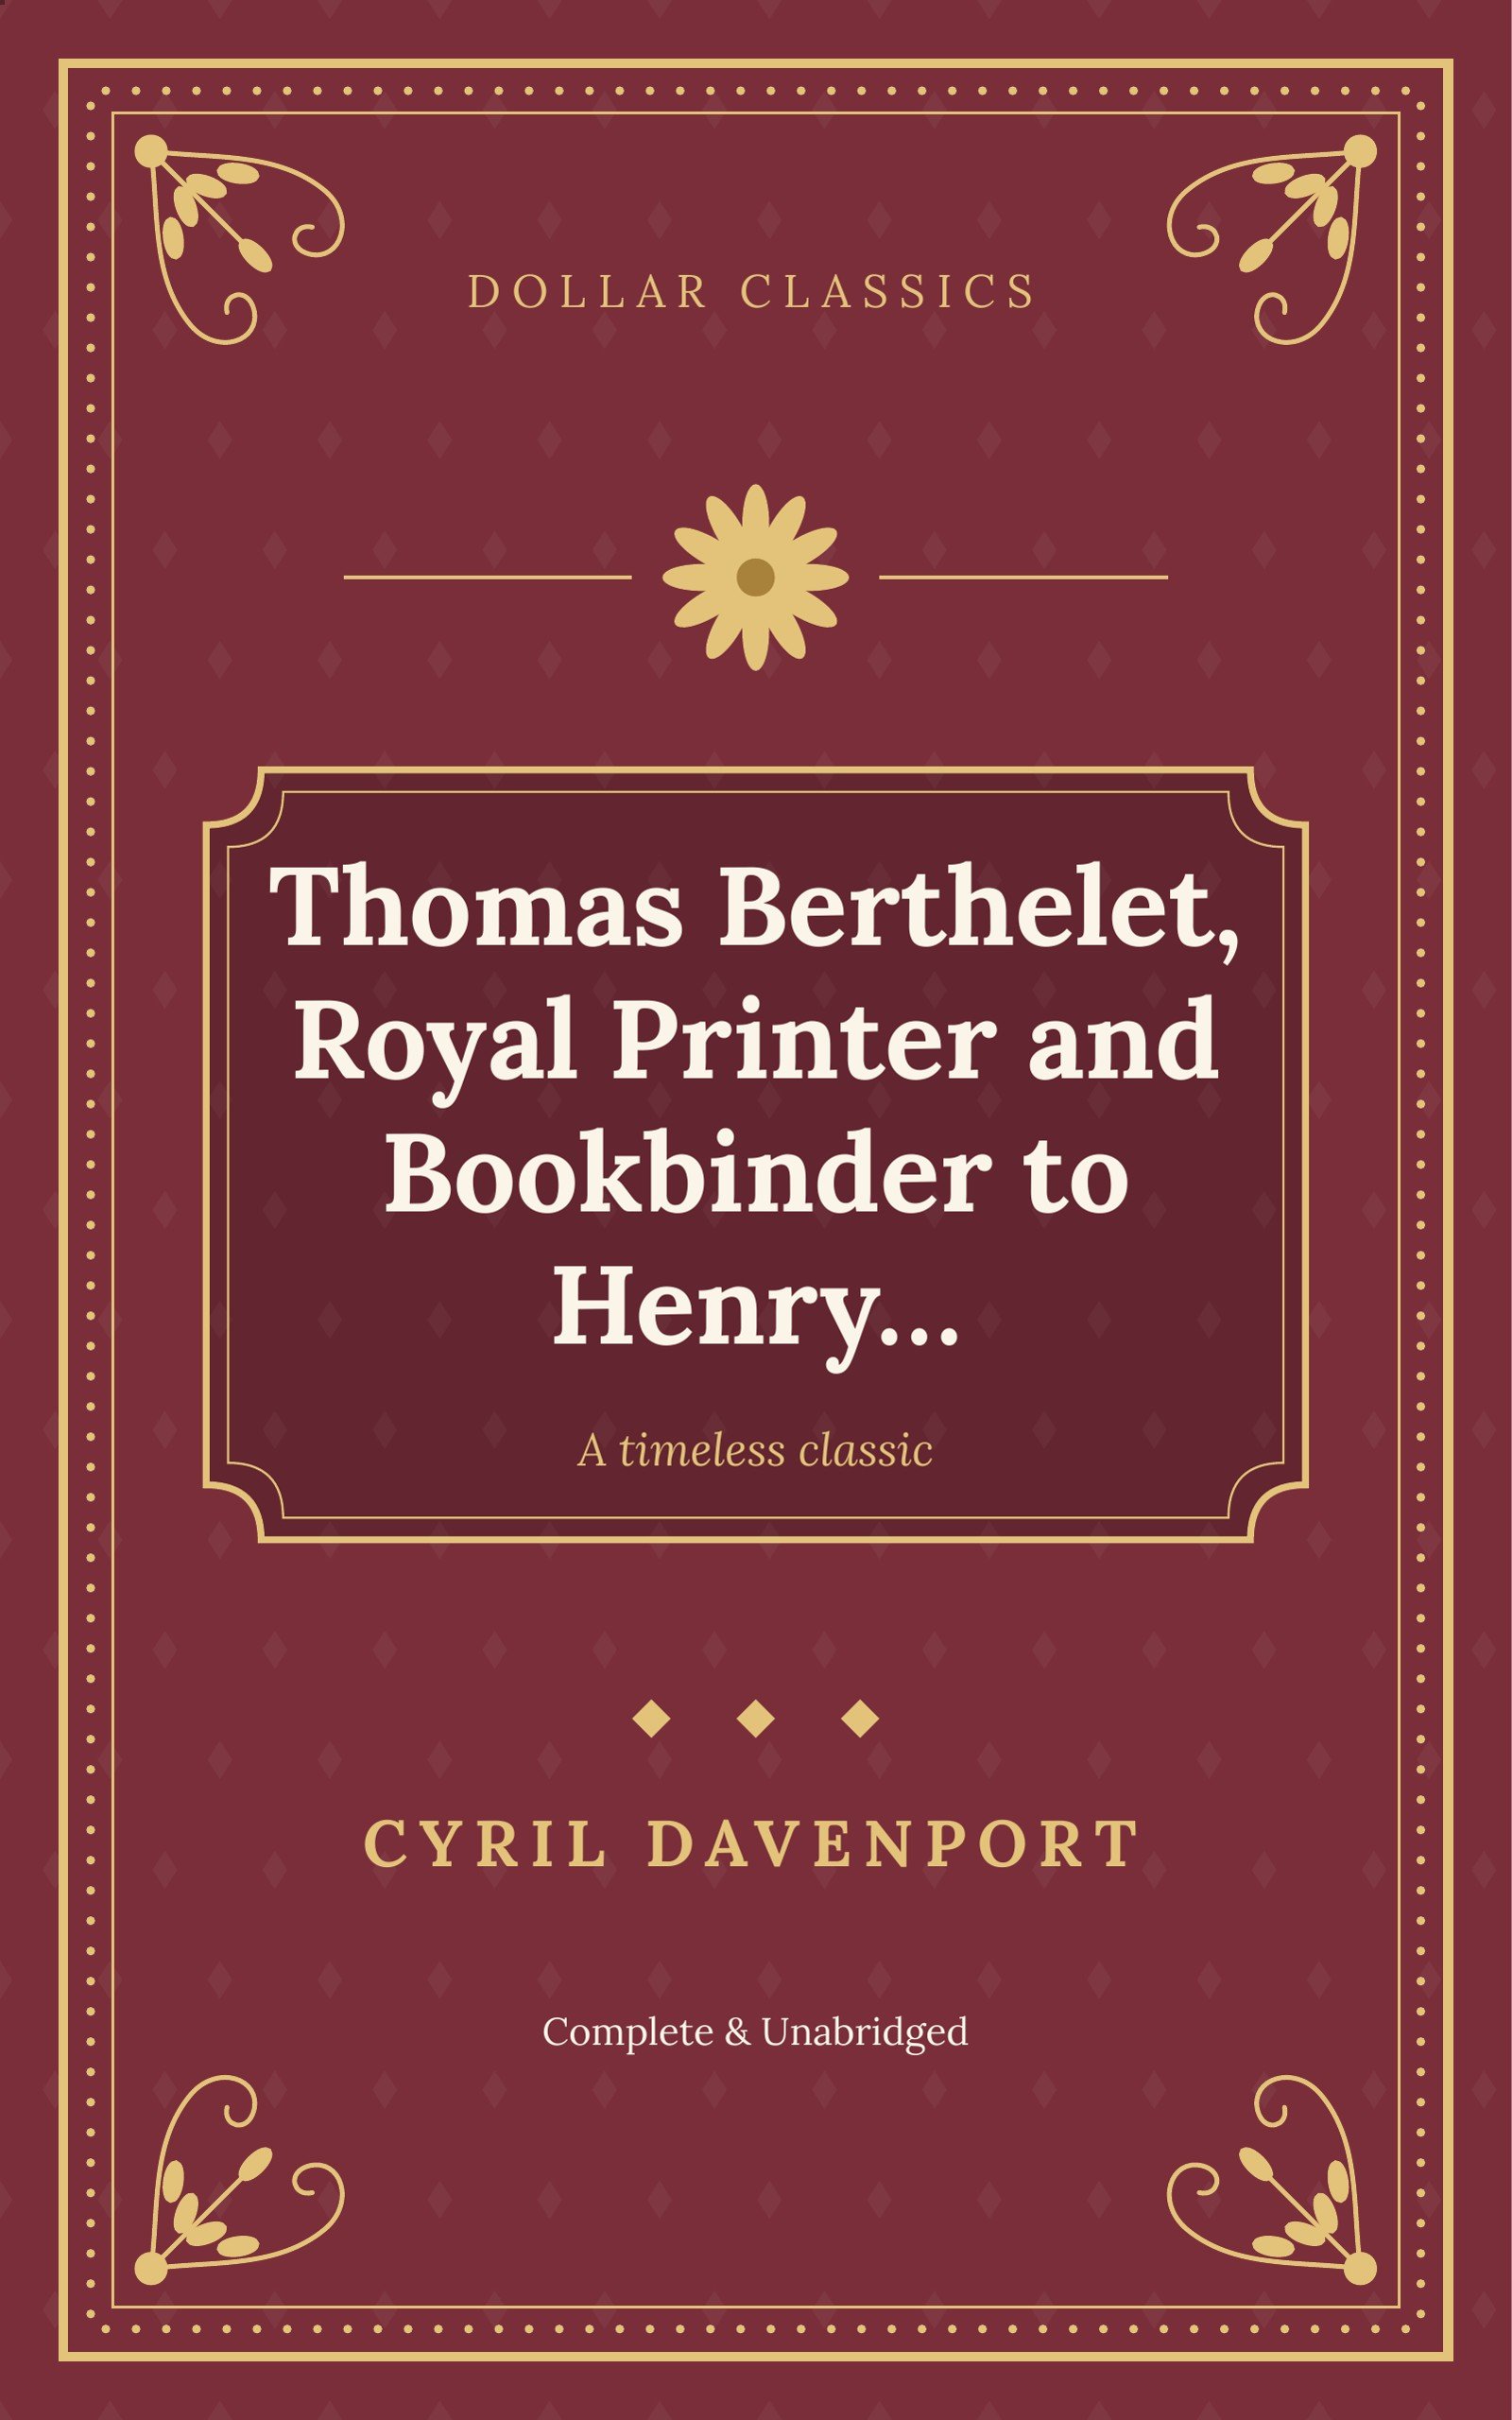 DOLLAR CLASSICS
Thomas Berthelet,
Royal Printer and
Bookbinder to
Henry...
A timeless classic
CYRIL DAVENPORT
Complete & Unabridged